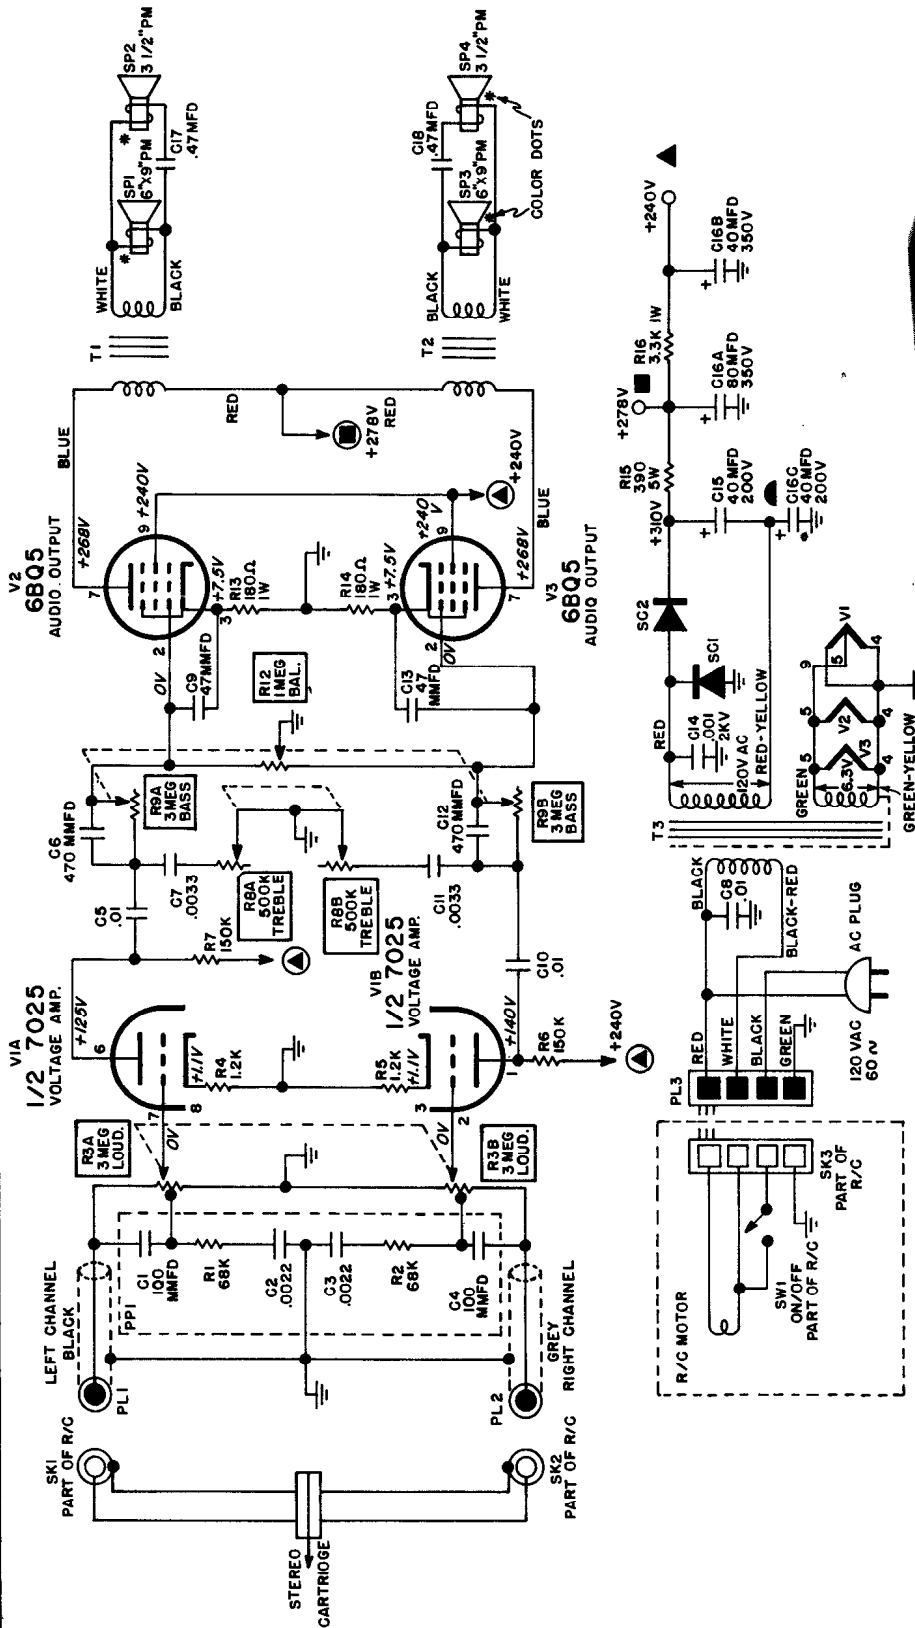 SK1
PART OF R/C
STEREO
CARTRIOGE
SK2
PART OF R/C
LEFT CHANNEL
BLACK
PL1
PL2
GREY
RIGHT CHANNEL
PP1
C1
100
MMFD
R1
68K
C2
.0022
C3
.0022
R2
68K
C4
100
MMFD
R3A
3 MEG
LOUD.
R3B
3 MEG
LOUD.
V1A
1/2 7025
VOLTAGE AMP.
+125V
6
7
8
0V
+1.1V
R4
1.2K
R5
1.2K
+1.1V
3
2
0V
1
+140V
V1B
1/2 7025
VOLTAGE AMP.
R6
150K
+240V
R7
150K
C5
.01
C10
.01
C6
470 MMFD
C7
.0033
R8A
500K
TREBLE
R8B
500K
TREBLE
C11
.0033
C12
470 MMFD
R9A
3 MEG
BASS
R9B
3 MEG
BASS
R12
1 MEG
BAL.
C9
47MMFD
C13
47
MMFD
V2
6BQ5
AUDIO OUTPUT
+268V
7
9
+240V
2
0V
3
+7.5V
R13
180Ω
1W
R14
180Ω
1W
3
+7.5V
2
0V
+240
V
9
7
+268V
+240V
V3
6BQ5
AUDIO OUTPUT
BLUE
RED
+278V
RED
BLUE
T1
WHITE
BLACK
SP1
6"X9"PM
*
SP2
3 1/2"PM
*
C17
.47MFD
T2
BLACK
WHITE
SP3
6"X9"PM
*
SP4
3 1/2"PM
*
C18
.47MFD
COLOR DOTS
R/C MOTOR
SW1
ON/OFF
PART OF R/C
SK3
PART OF
R/C
PL3
RED
WHITE
BLACK
GREEN
120 VAC
60 ~
AC PLUG
BLACK
C8
.01
BLACK-RED
T3
RED
120V AC
RED-YELLOW
C14
.001
2KV
SC1
SC2
+310V
R15
390
5W
C15
40 MFD
200V
C16C
40 MFD
200V
+278V
C16A
80MFD
350V
R16
3.3K 1W
C16B
40 MFD
350V
+240V
+
+
+
+
GREEN
6.3V
GREEN-YELLOW
5
V3
4
5
V2
4
9
5
V1
4